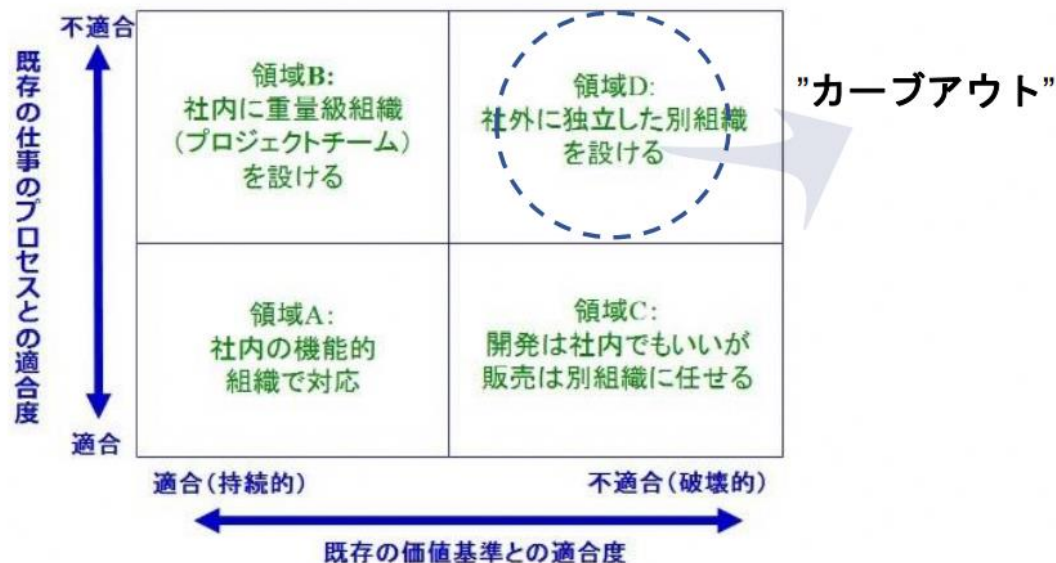 既存の仕事のプロセスとの適合度
不適合
適合
領域B:
社内に重量級組織
(プロジェクトチーム)
を設ける
領域D:
社外に独立した別組織
を設ける
”カーブアウト”
領域A:
社内の機能的
組織で対応
領域C:
開発は社内でもいいが
販売は別組織に任せる
適合(持続的)
不適合(破壊的)
既存の価値基準との適合度